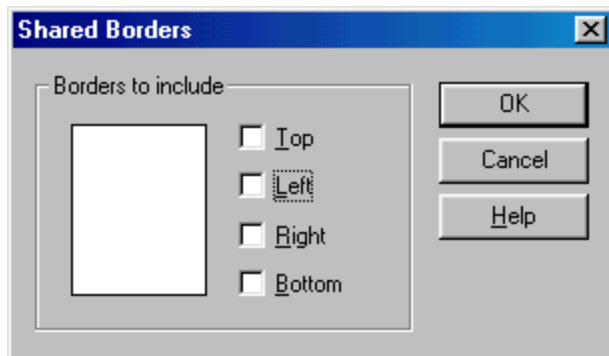 Shared Borders
Borders to include
Top
Left
Right
Bottom
OK
Cancel
Help